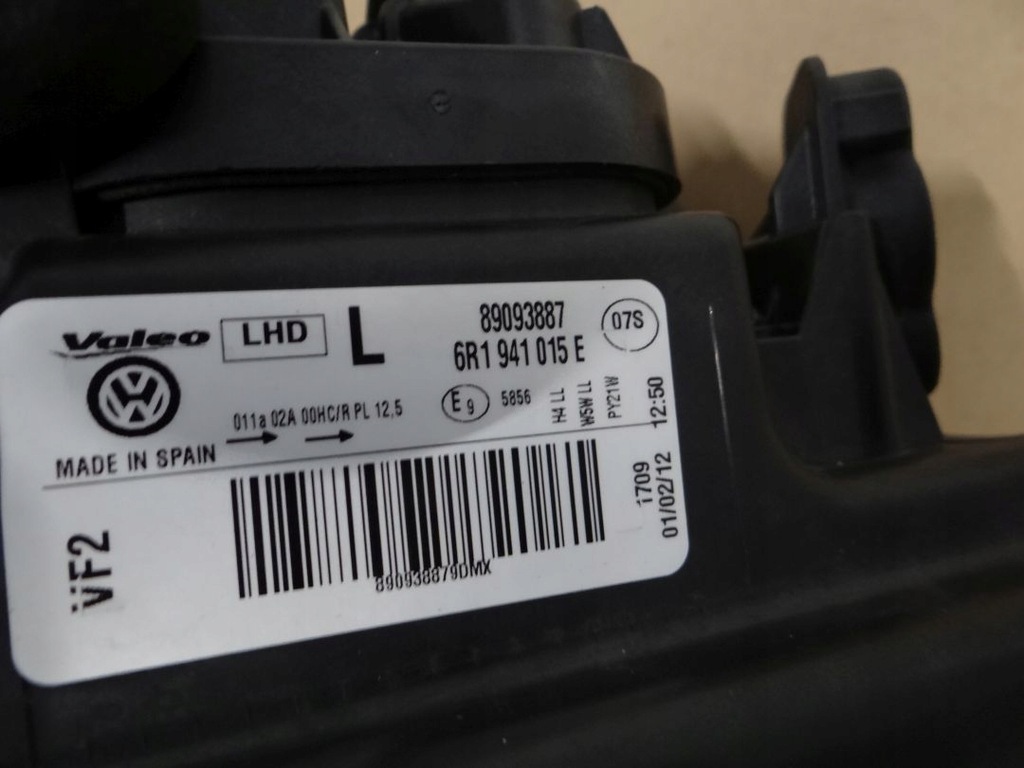 Valeo
LHD
L
89093887
6R1 941 015 E
07S
E9
5856
H4 LL
W5W LL
PY21W
011a 02A 00HC/R PL 12,5
MADE IN SPAIN
12:50
1709
01/02/12
VF2
890938879DMX